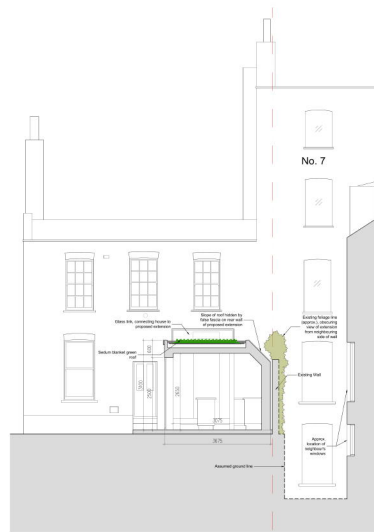 No. 7
Glass link, connecting house to
proposed extension
Slope of roof hidden by
false fascia on rear wall
of proposed extension
Existing foliage line
(approx.), obscuring
view of extension
from neighbouring
side of wall
Sedum blanket green
roof
Existing Wall
Approx.
location of
neighbour's
windows
Assumed ground line
3075
3675